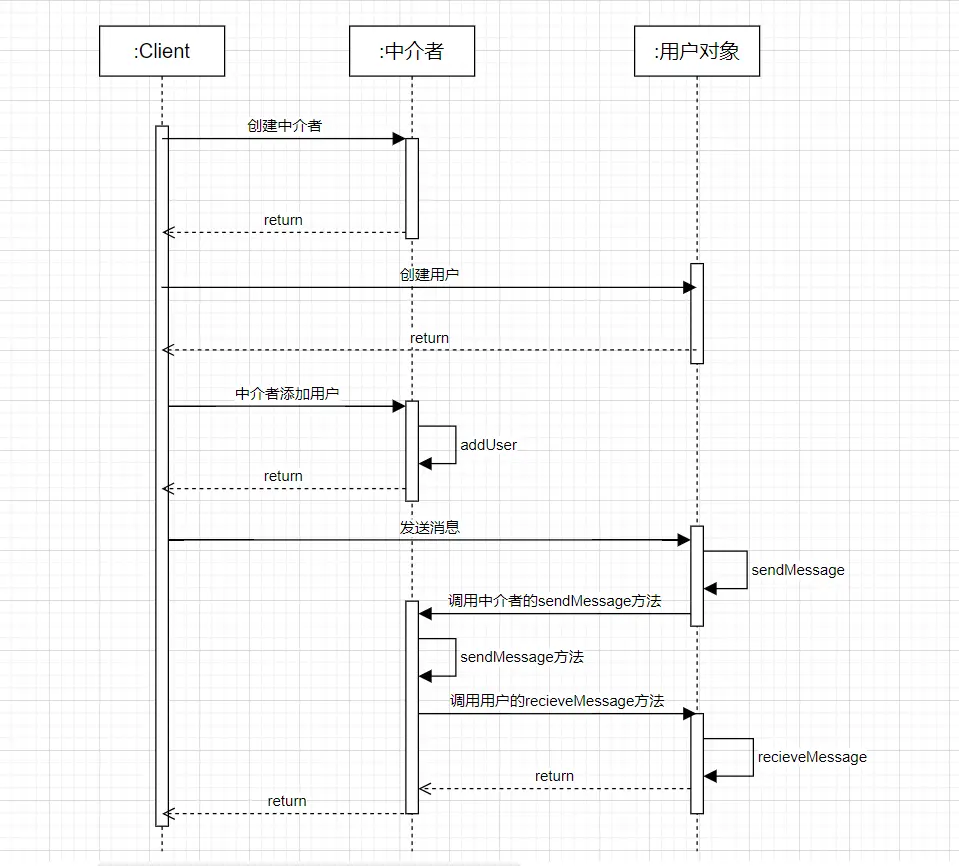 :Client
:中介者
:用户对象
创建中介者
return
创建用户
return
中介者添加用户
addUser
return
发送消息
sendMessage
调用中介者的sendMessage方法
sendMessage方法
调用用户的recieveMessage方法
recieveMessage
return
return